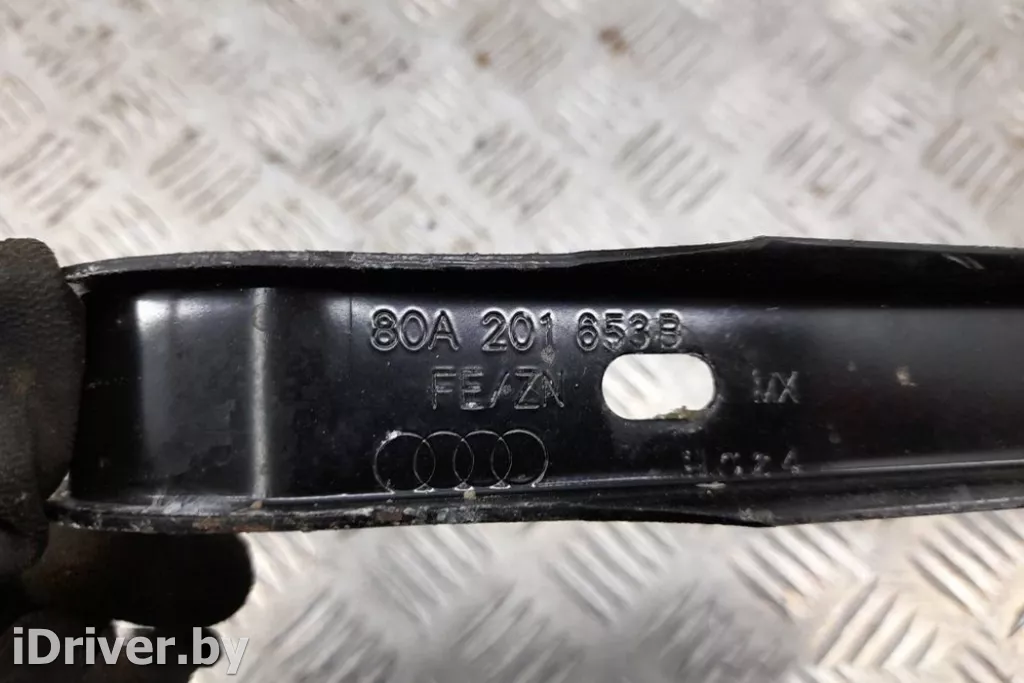 80A 201 653B
FE/ZN
iDriver.by